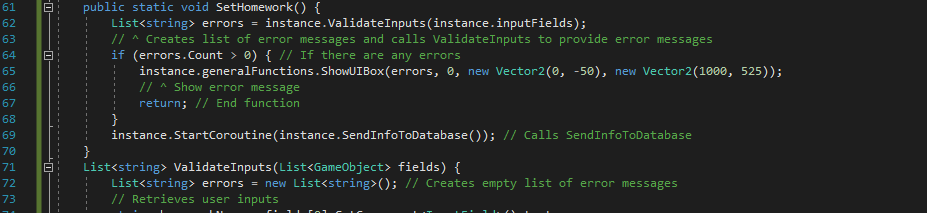 61 public static void SetHomework() {
62 List<string> errors = instance.ValidateInputs(instance.inputFields);
63 // ^ Creates list of error messages and calls ValidateInputs to provide error messages
64 if (errors.Count > 0) { // If there are any errors
65 instance.generalFunctions.ShowUIBox(errors, 0, new Vector2(0, -50), new Vector2(1000, 525));
66 // ^ Show error message
67 return; // End function
68 }
69 instance.StartCoroutine(instance.SendInfoToDatabase()); // Calls SendInfoToDatabase
70 }
71 List<string> ValidateInputs(List<GameObject> fields) {
72 List<string> errors = new List<string>(); // Creates empty list of error messages
73 // Retrieves user inputs